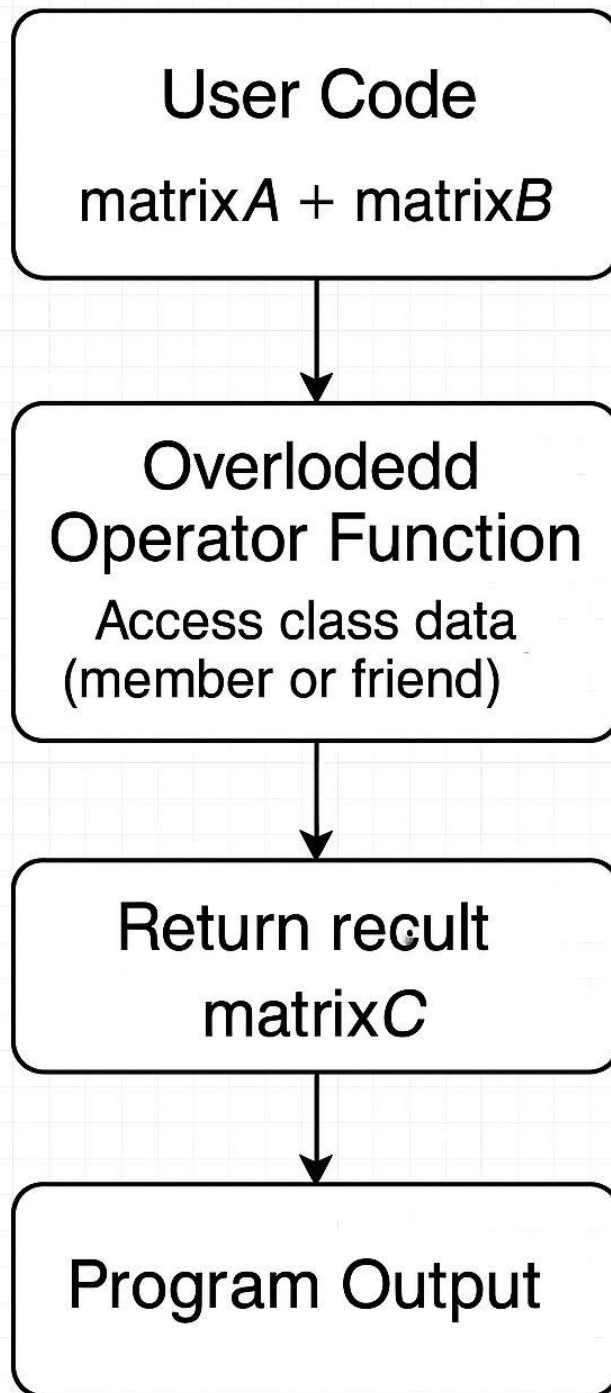 User Code
matrixA + matrixB
Overlodedd
Operator Function
Access class data
(member or friend)
Return recult
matrixC
Program Output